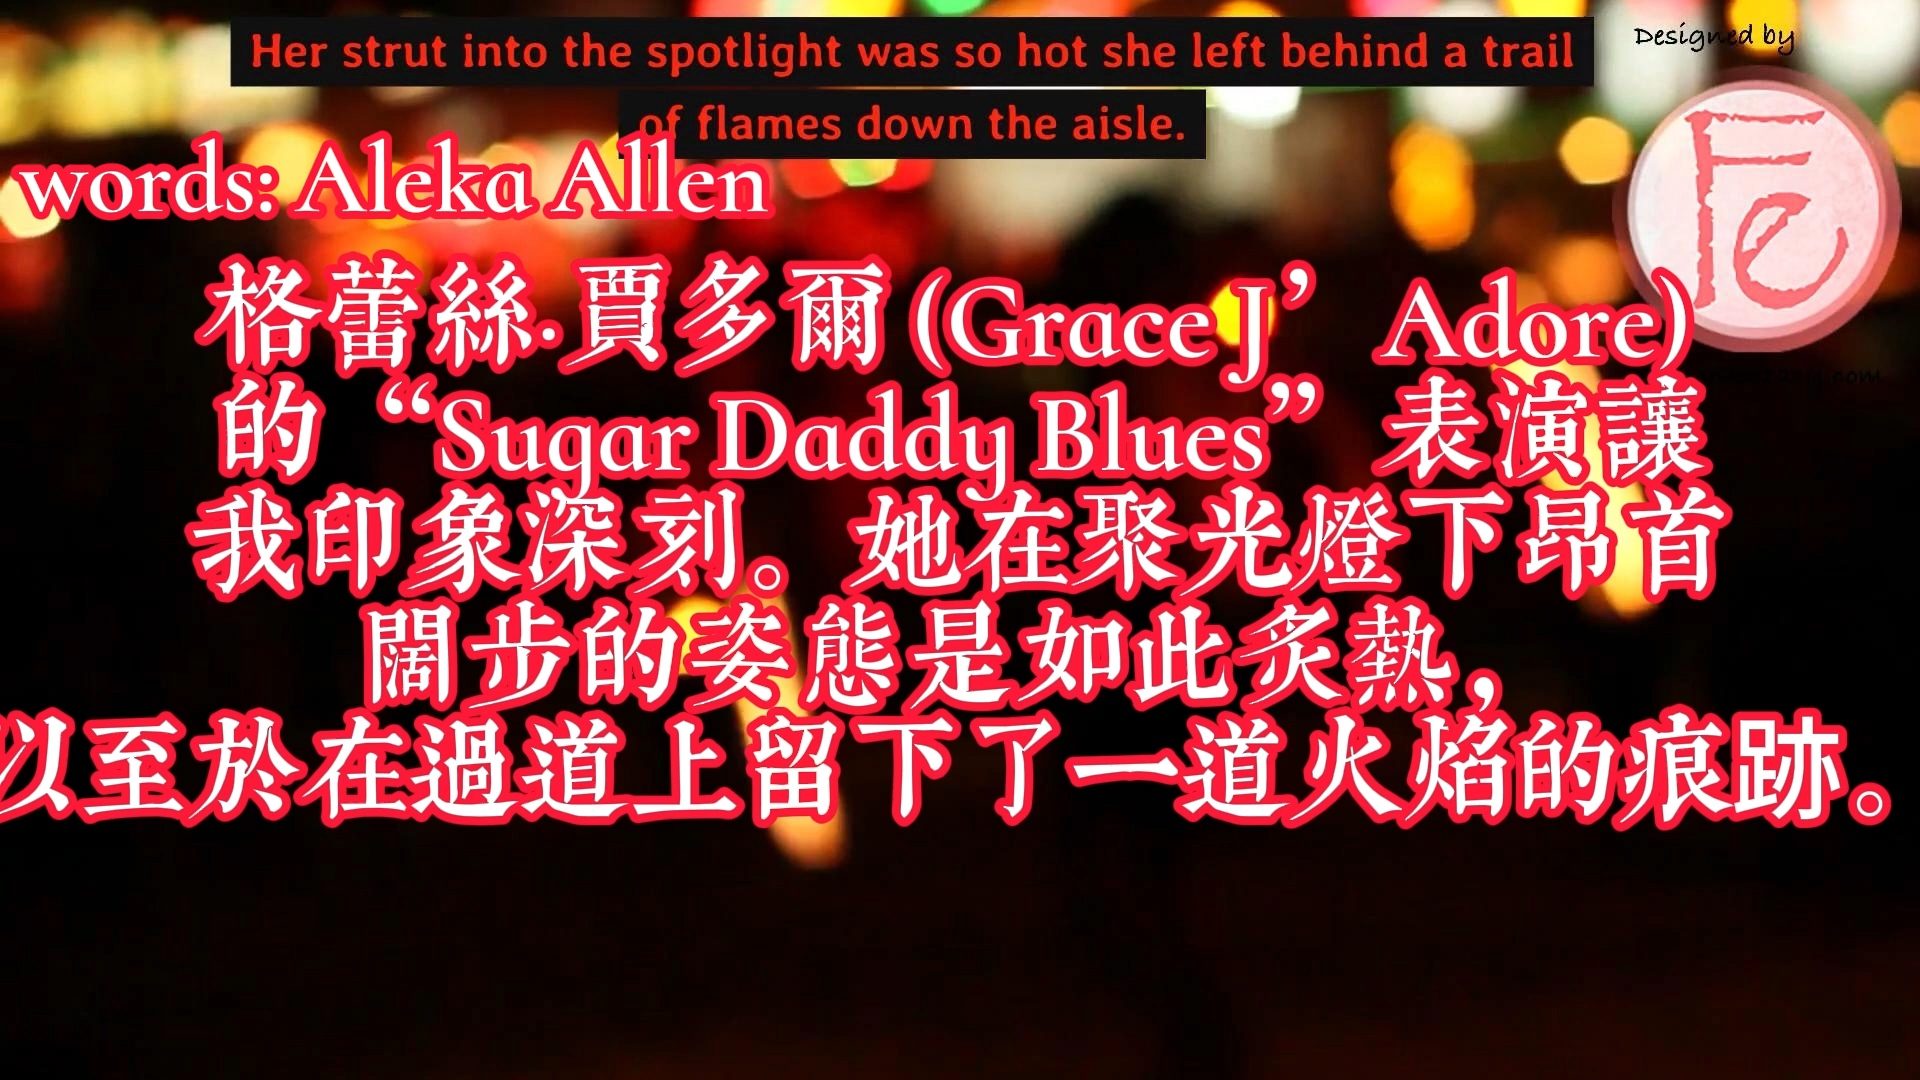 Her strut into the spotlight was so hot she left behind a trail
of flames down the aisle.
Designed by
Fe
words: Aleka Allen
格蕾絲·賈多爾 (Grace J’Adore)
的“Sugar Daddy Blues”表演讓
我印象深刻。她在聚光燈下昂首
闊步的姿態是如此炙熱，
以至於在過道上留下了一道火焰的痕跡。